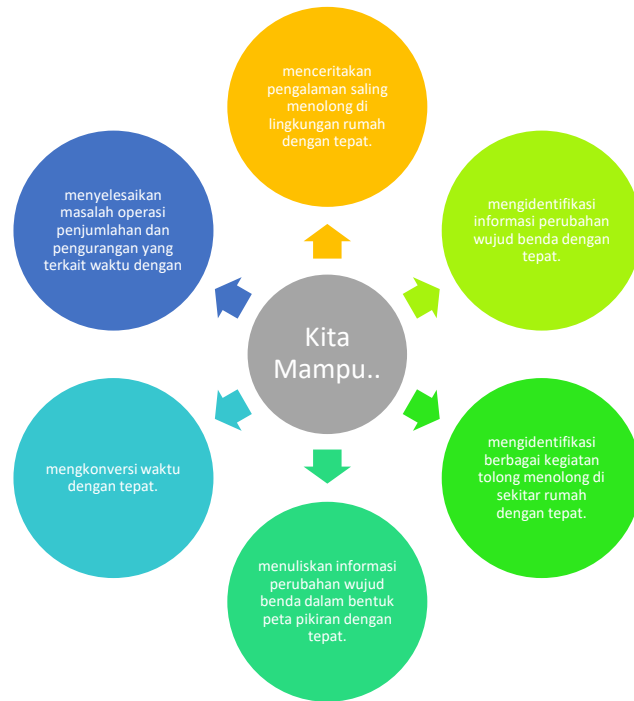 menceritakan
pengalaman saling
menolong di
lingkungan rumah
dengan tepat.
mengidentifikasi
informasi perubahan
wujud benda dengan
tepat.
mengidentifikasi
berbagai kegiatan
tolong menolong di
sekitar rumah
dengan tepat.
menuliskan informasi
perubahan wujud
benda dalam bentuk
peta pikiran dengan
tepat.
mengkonversi waktu
dengan tepat.
menyelesaikan
masalah operasi
penjumlahan dan
pengurangan yang
terkait waktu dengan
Kita
Mampu..